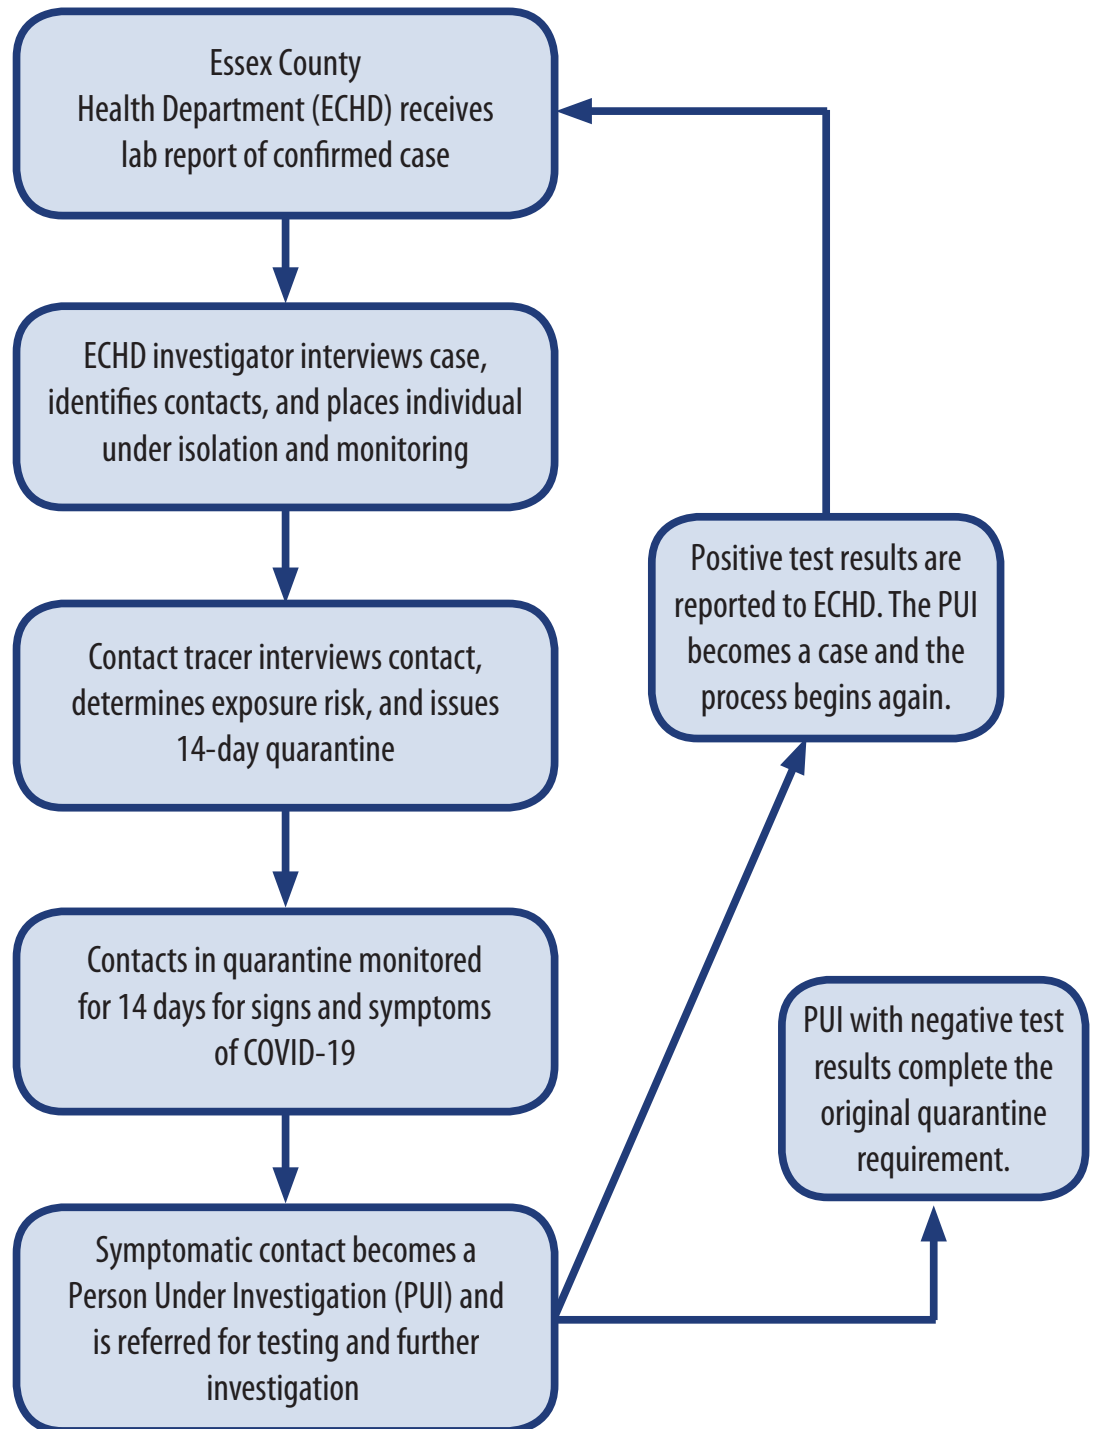 Essex County
Health Department (ECHD) receives
lab report of confirmed case
ECHD investigator interviews case,
identifies contacts, and places individual
under isolation and monitoring
Contact tracer interviews contact,
determines exposure risk, and issues
14-day quarantine
Contacts in quarantine monitored
for 14 days for signs and symptoms
of COVID-19
Symptomatic contact becomes a
Person Under Investigation (PUI) and
is referred for testing and further
investigation
Positive test results are
reported to ECHD. The PUI
becomes a case and the
process begins again.
PUI with negative test
results complete the
original quarantine
requirement.